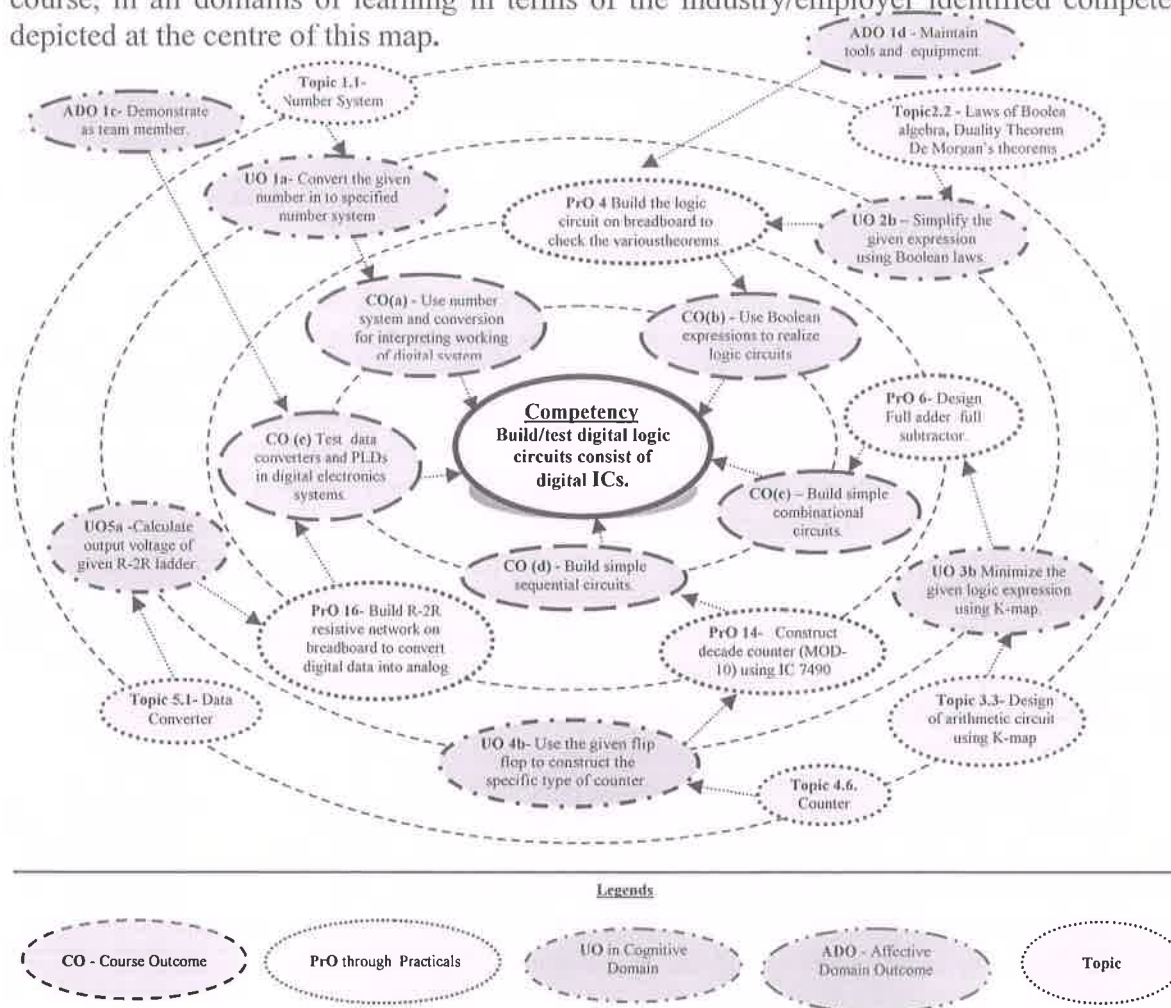 course, in all domains of learning in terms of the industry/employer identified compete
depicted at the centre of this map.
ADO 1d - Maintain
tools and equipment.
Topic 1.1-
Number System
ADO 1c- Demonstrate
as team member.
Topic2.2 - Laws of Boolea
algebra, Duality Theorem
De Morgan's theorems
UO 1a- Convert the given
number in to specified
number system
PrO 4 Build the logic
circuit on breadboard to
check the varioustheorems.
UO 2b – Simplify the
given expression
using Boolean laws.
CO(a) - Use number
system and conversion
for interpreting working
of digital system
CO(b) - Use Boolean
expressions to realize
logic circuits
Competency
Build/test digital logic
circuits consist of
digital ICs.
PrO 6- Design
Full adder full
subtractor.
CO (e) Test data
converters and PLDs
in digital electronics
systems.
CO(c) – Build simple
combinational
circuits.
UO5a -Calculate
output voltage of
given R-2R ladder.
CO (d) - Build simple
sequential circuits.
UO 3b Minimize the
given logic expression
using K-map.
PrO 16- Build R-2R
resistive network on
breadboard to convert
digital data into analog
PrO 14- Construct
decade counter (MOD-
10) using IC 7490
Topic 5.1- Data
Converter
Topic 3.3- Design
of arithmetic circuit
using K-map
UO 4b- Use the given flip
flop to construct the
specific type of counter
Topic 4.6.
Counter
Legends
CO - Course Outcome
PrO through Practicals
UO in Cognitive
Domain
ADO - Affective
Domain Outcome
Topic